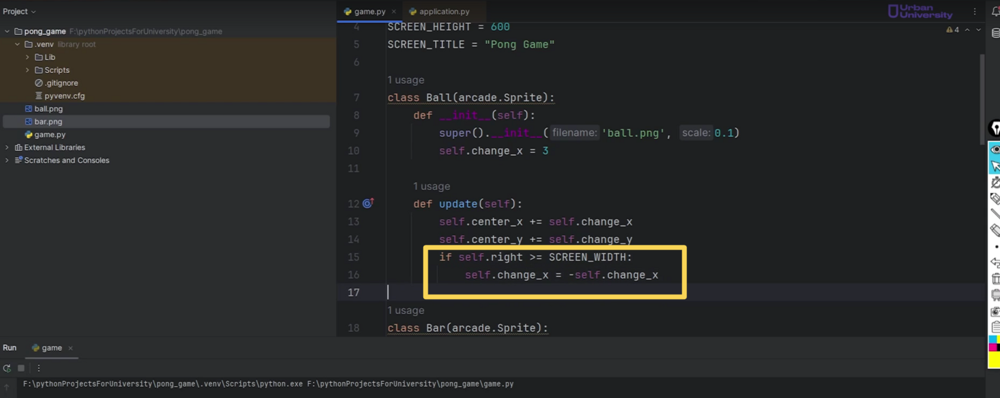 Project
pong_game F:\pythonProjectsForUniversity\pong_game
.venv library root
Lib
Scripts
.gitignore
pyvenv.cfg
ball.png
bar.png
game.py
External Libraries
Scratches and Consoles
game.py × application.py
Urban
University
4
4 SCREEN_HEIGHT = 600
5 SCREEN_TITLE = "Pong Game"
6
1 usage
7 class Ball(arcade.Sprite):
8 def __init__(self):
9 super().__init__( filename: 'ball.png', scale: 0.1)
10 self.change_x = 3
11
1 usage
12 def update(self):
13 self.center_x += self.change_x
14 self.center_y += self.change_y
15 if self.right >= SCREEN_WIDTH:
16 self.change_x = -self.change_x
17
1 usage
18 class Bar(arcade.Sprite):
Run game ×
F:\pythonProjectsForUniversity\pong_game\.venv\Scripts\python.exe F:\pythonProjectsForUniversity\pong_game\game.py